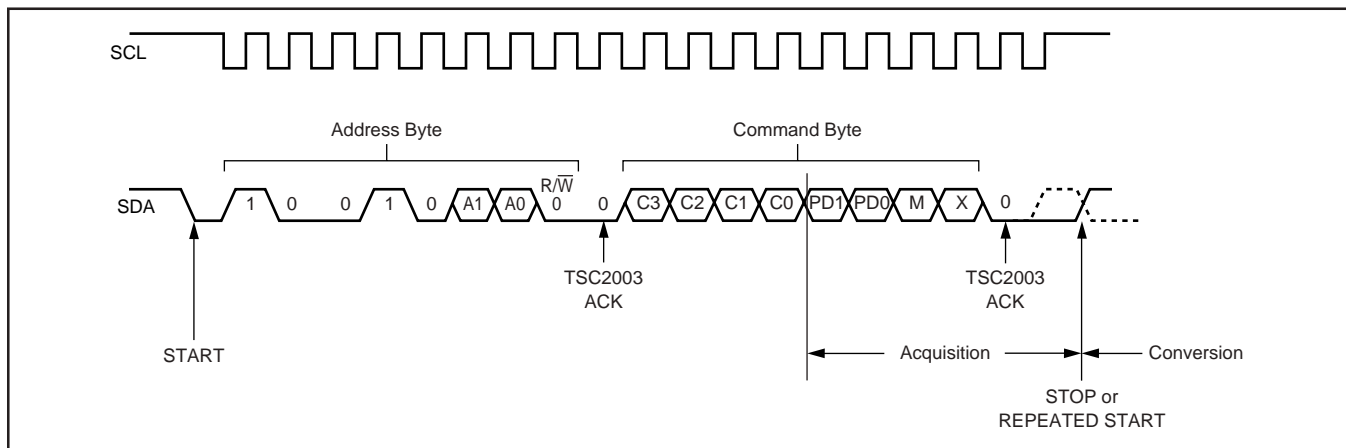 SCL
Address Byte
Command Byte
R/W̅
SDA
1 0 0 1 0 A1 A0 0 0 C3 C2 C1 C0 PD1 PD0 M X 0
TSC2003
ACK
TSC2003
ACK
START
Acquisition
Conversion
STOP or
REPEATED START